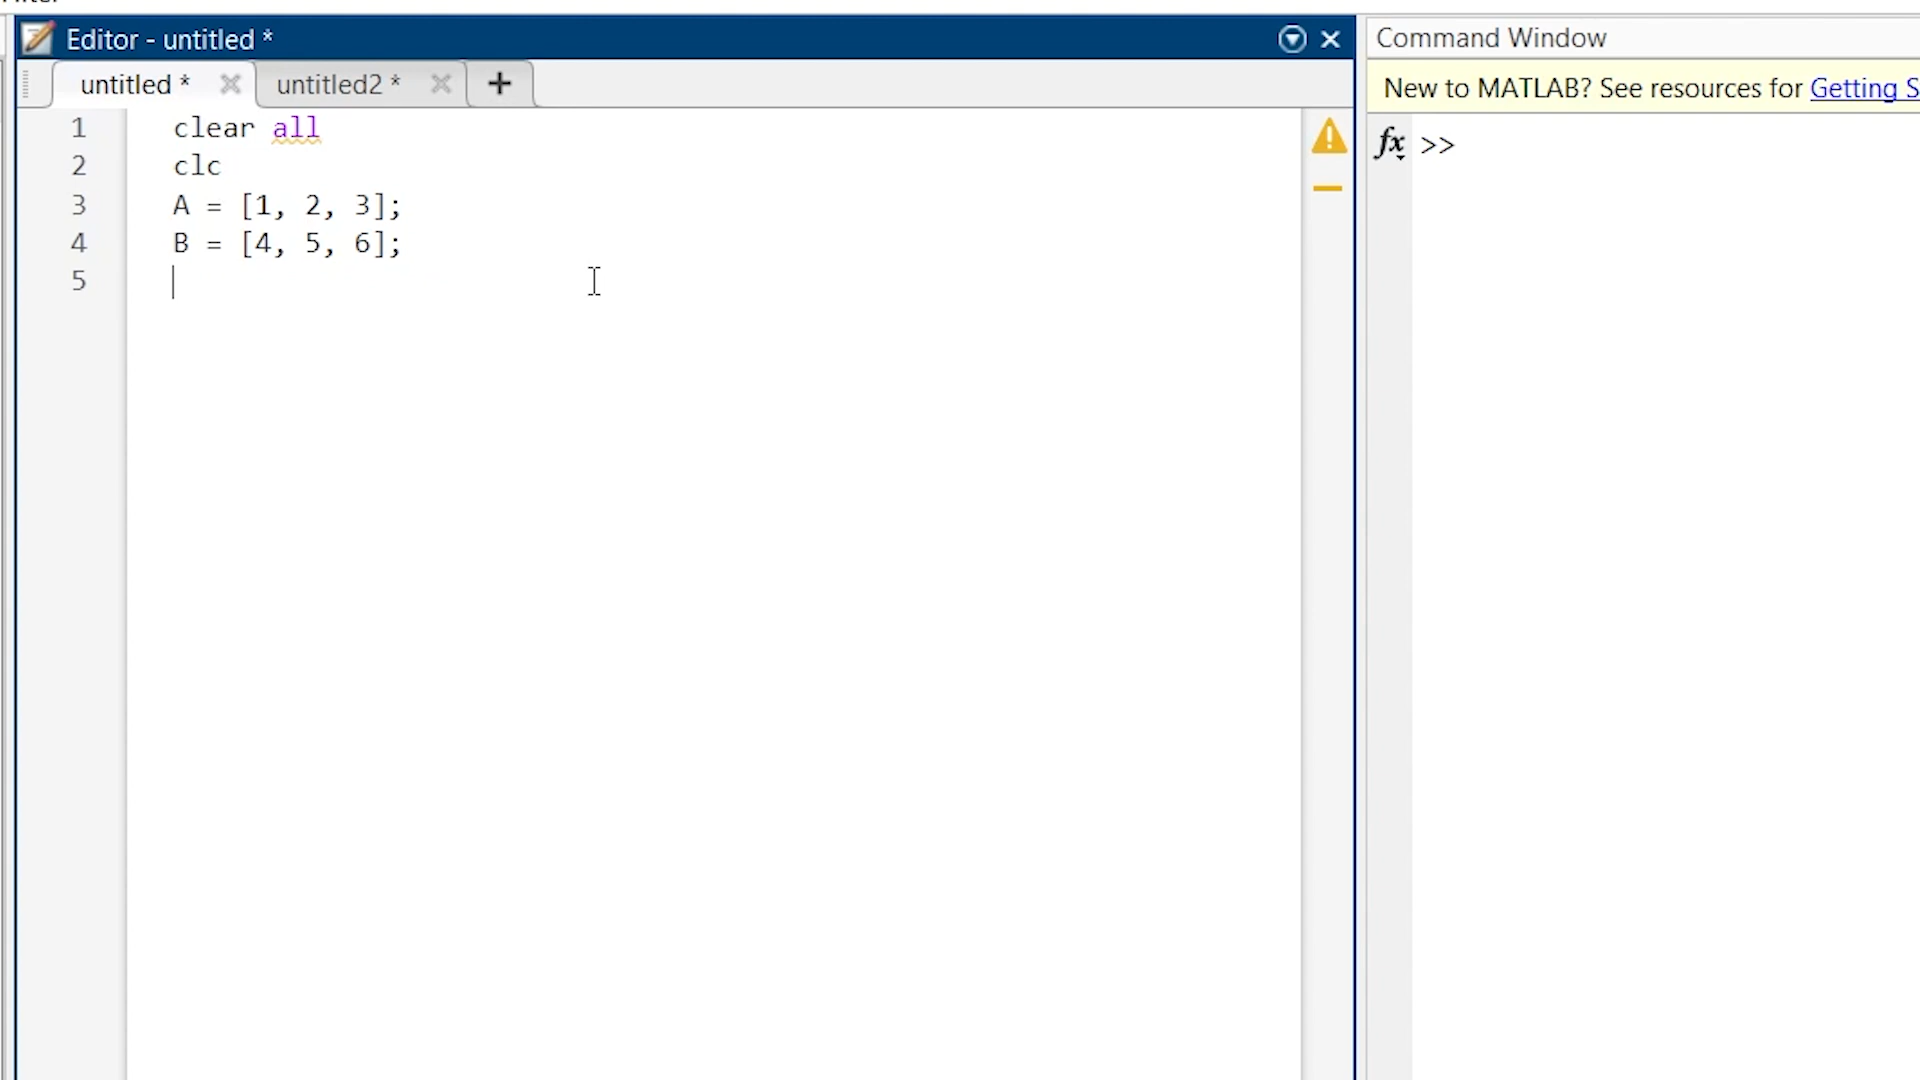 Editor - untitled *
untitled *
untitled2 *
+
1 clear all
2 clc
3 A = [1, 2, 3];
4 B = [4, 5, 6];
5
Command Window
New to MATLAB? See resources for Getting S
fx >>